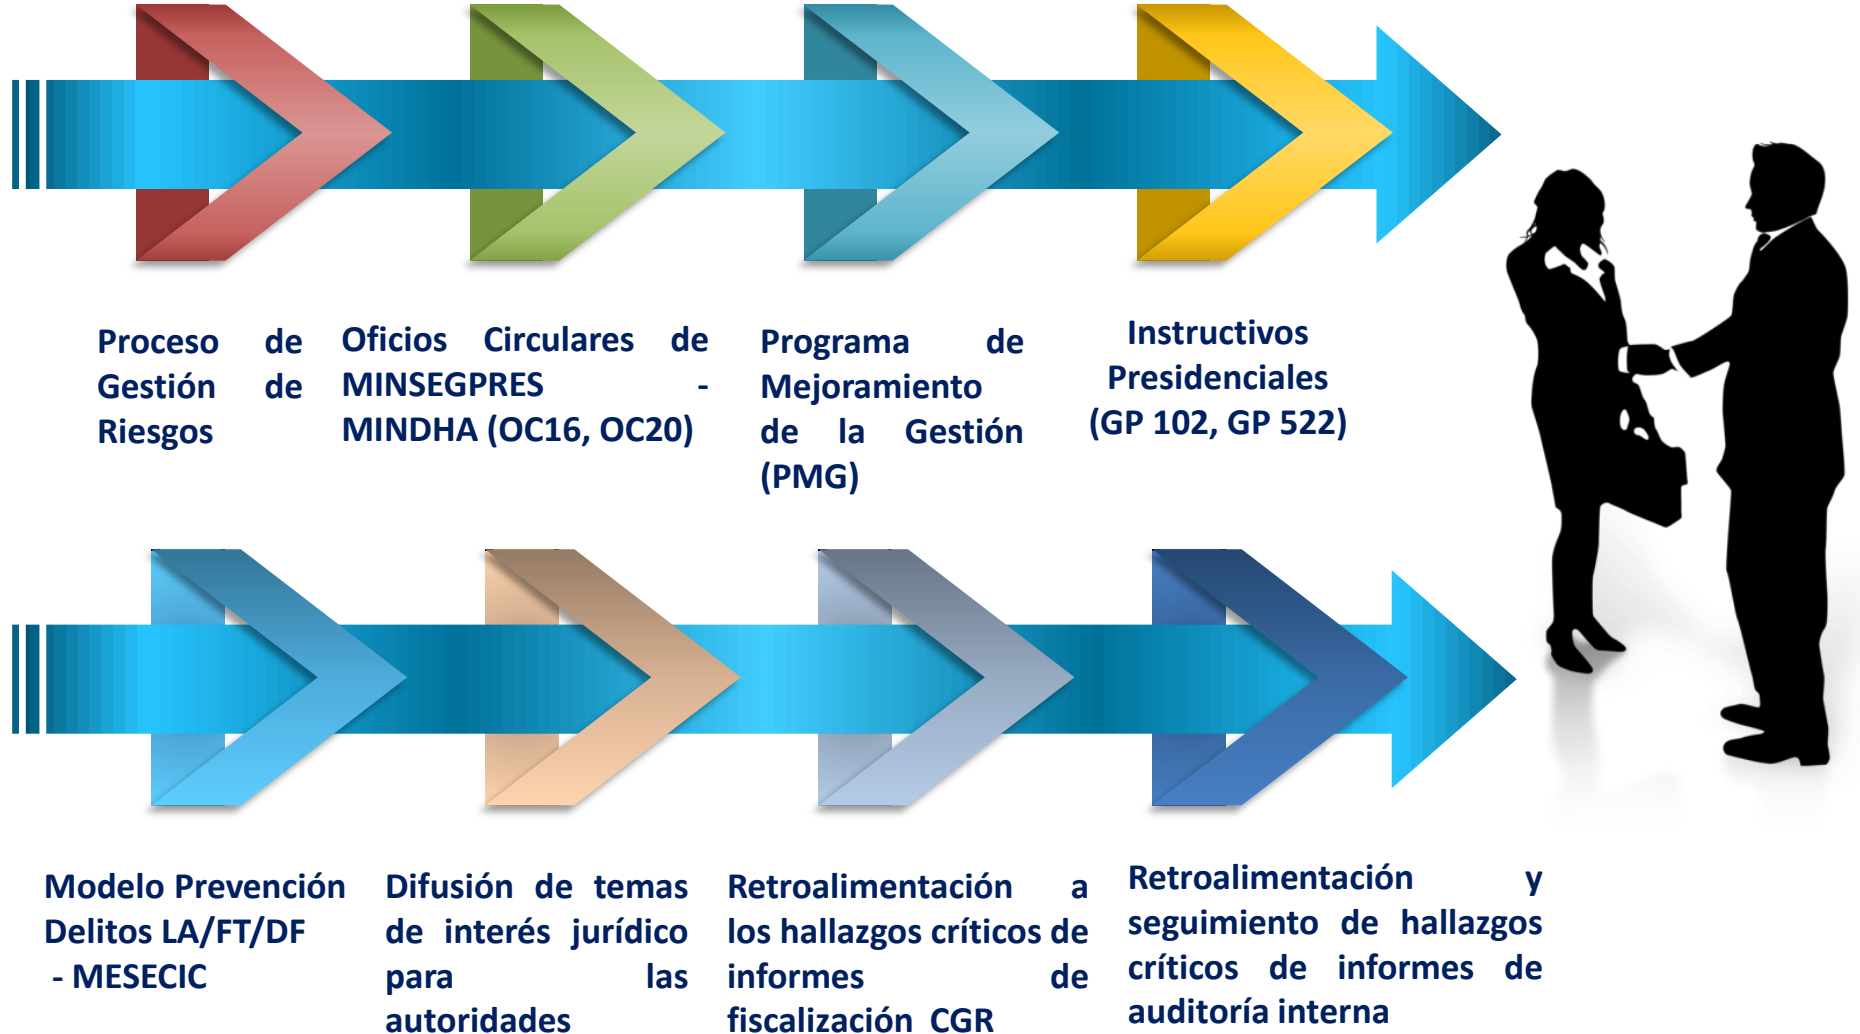 Proceso de
Gestión de
Riesgos
Oficios Circulares de
MINSEGPRES -
MINDHA (OC16, OC20)
Programa de
Mejoramiento
de la Gestión
(PMG)
Instructivos
Presidenciales
(GP 102, GP 522)
Modelo Prevención
Delitos LA/FT/DF
- MESECIC
Difusión de temas
de interés jurídico
para las
autoridades
Retroalimentación a
los hallazgos críticos de
informes de
fiscalización CGR
Retroalimentación y
seguimiento de hallazgos
críticos de informes de
auditoría interna